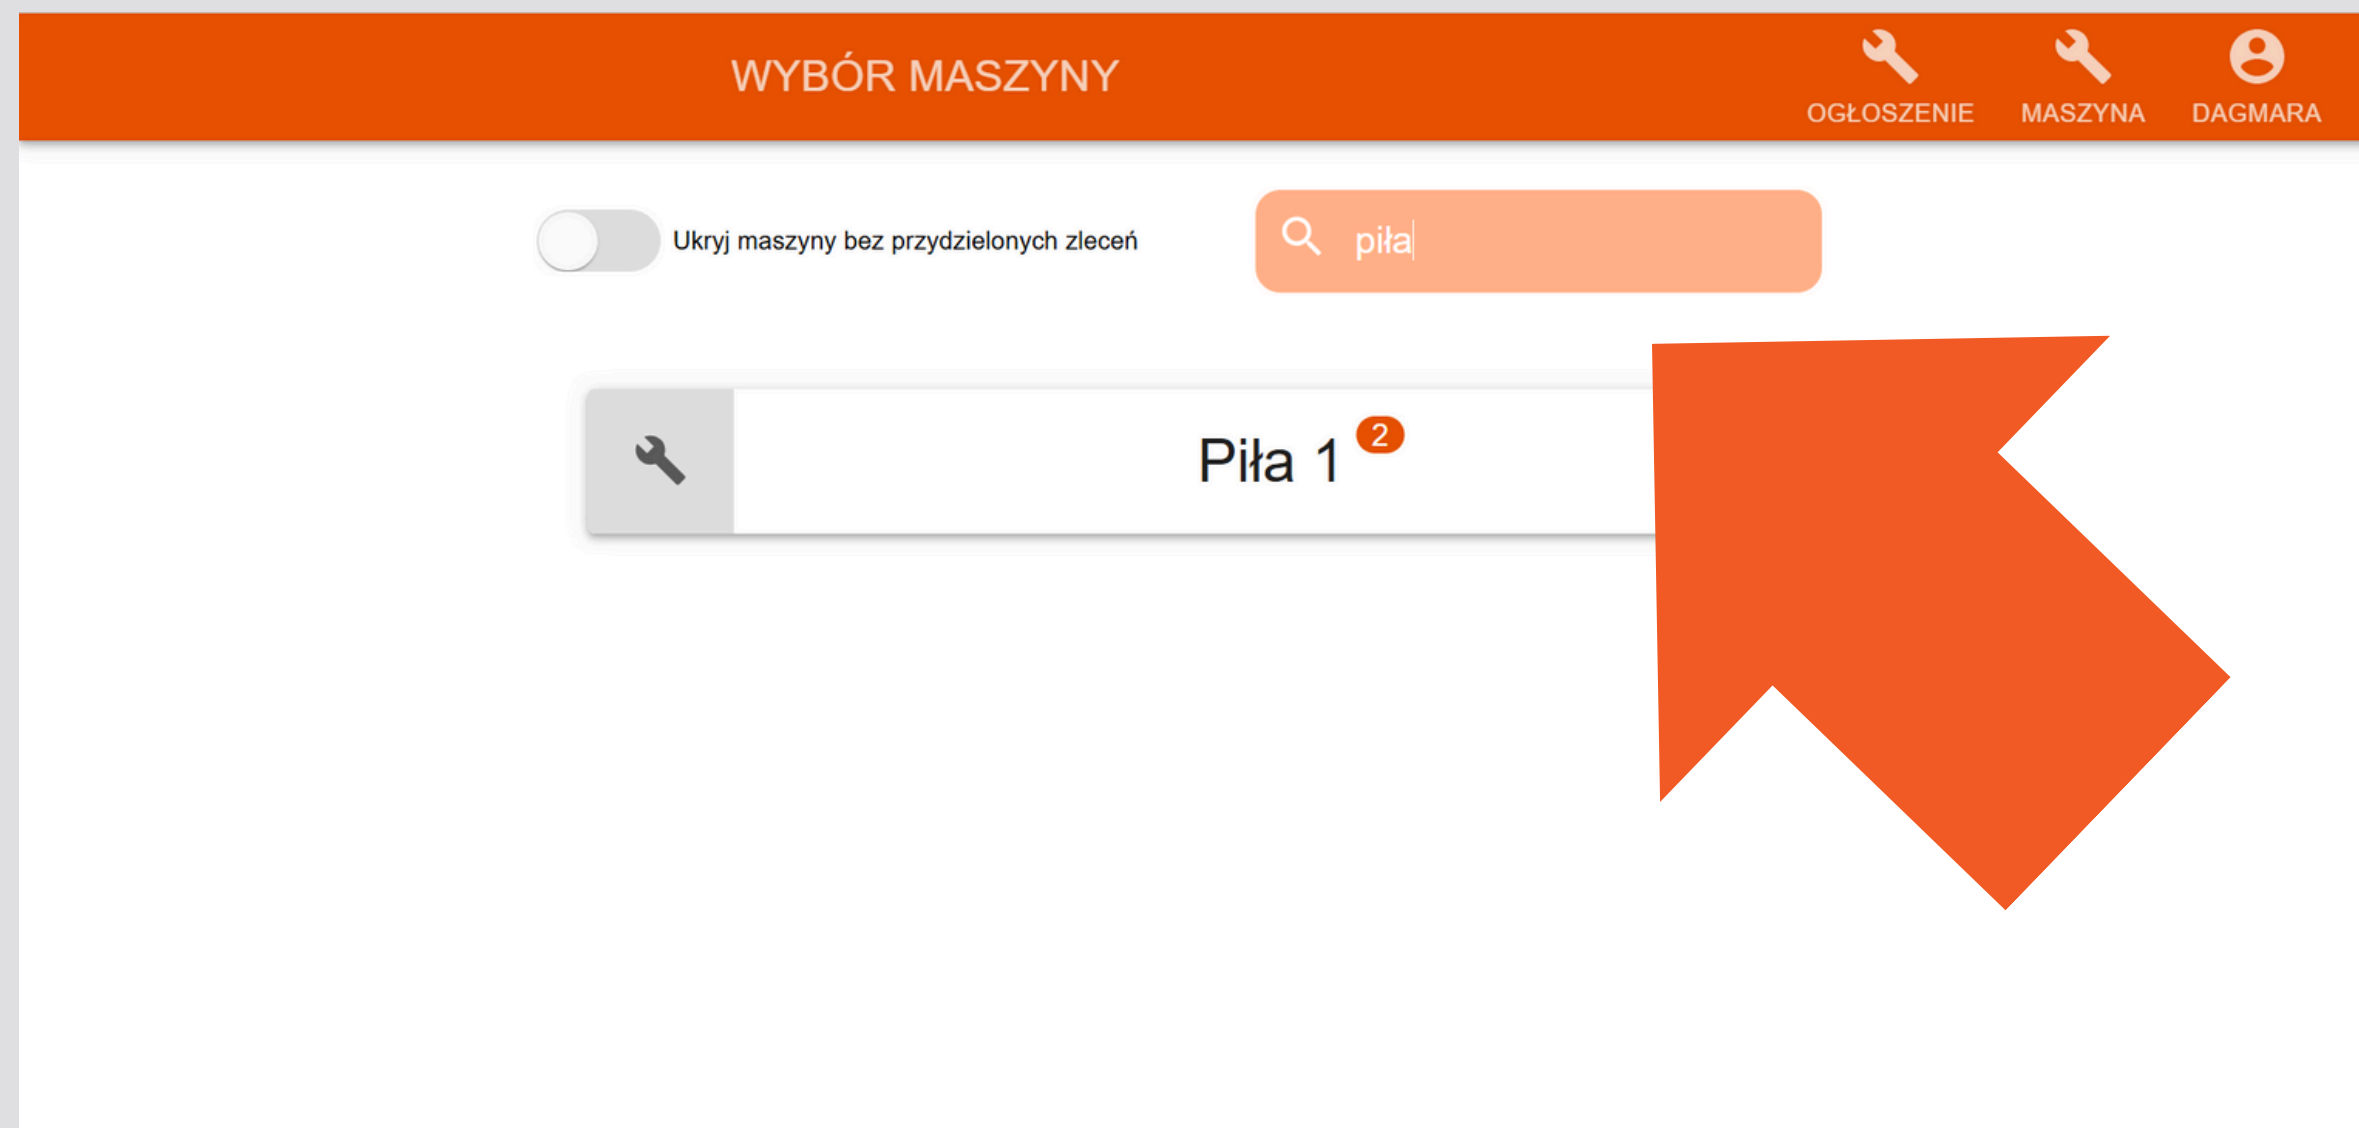 WYBÓR MASZYNY
OGŁOSZENIE MASZYNA DAGMARA
Ukryj maszyny bez przydzielonych zleceń
piła
Piła 1 2